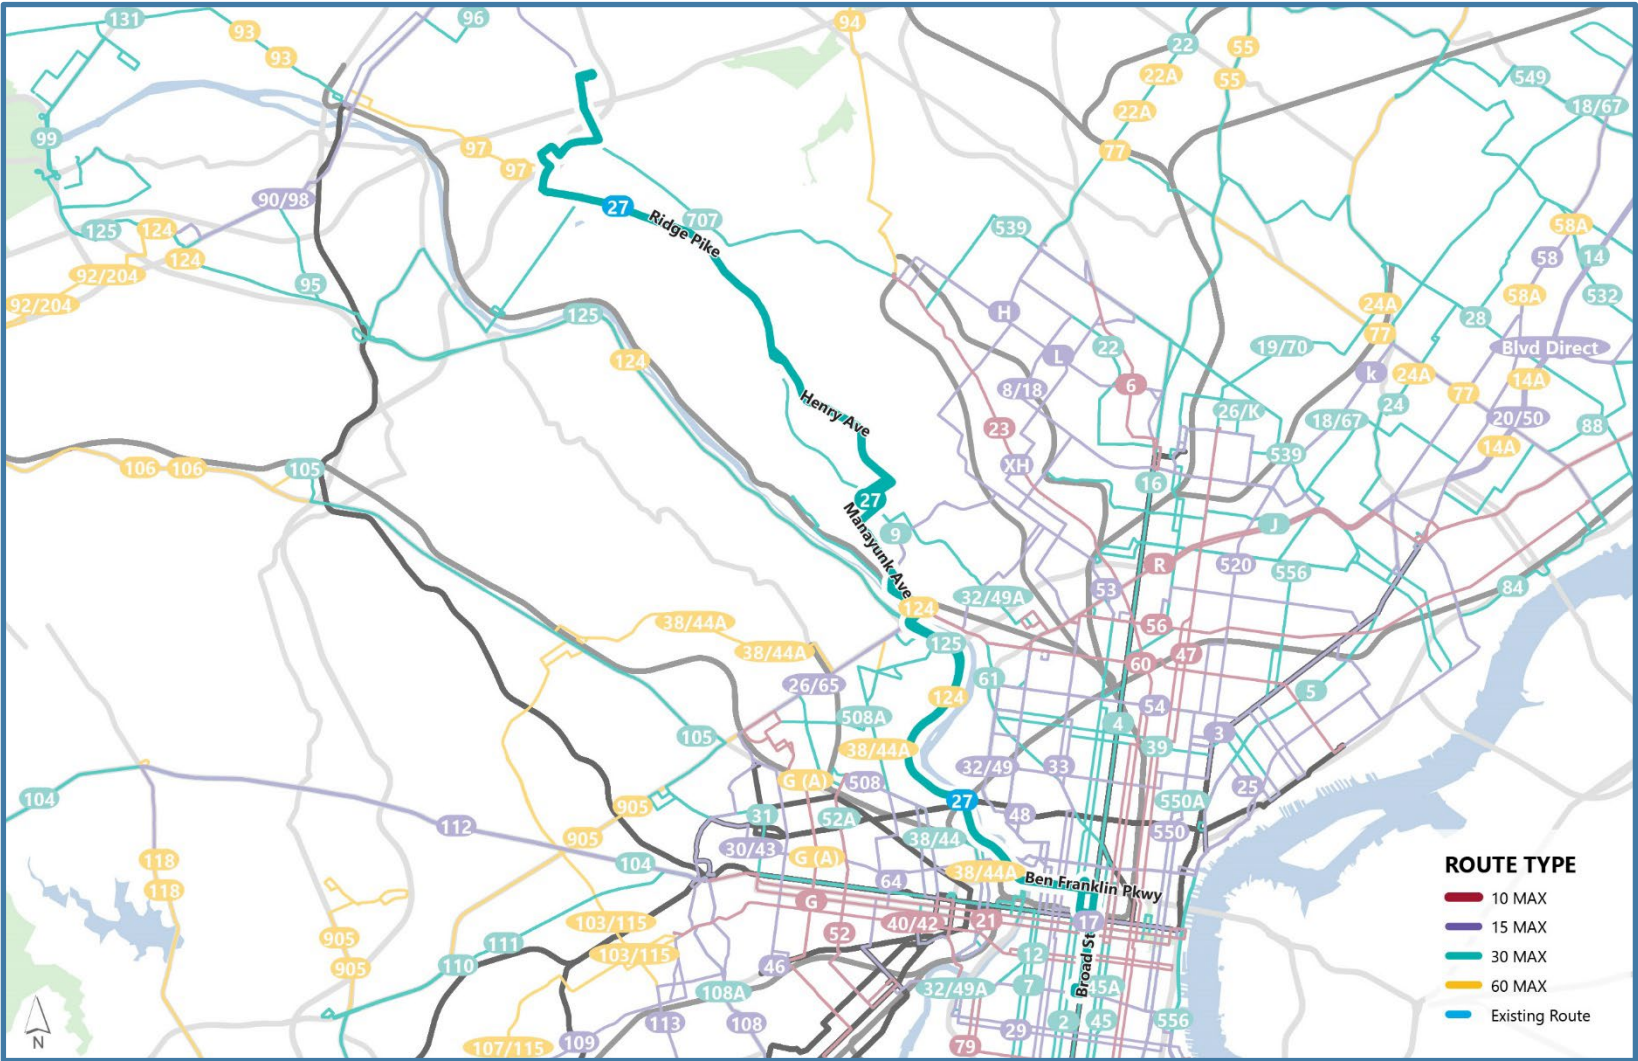 131
96
93
93
94
22
55
22A
55
22A
549
18/67
99
77
97
97
90/98
27
707
Ridge Pike
539
58A
125
124
124
58
14
92/204
95
92/204
58A
532
24A
H
125
28
77
22
L
19/70
Blvd Direct
124
k
24A
14A
6
8/18
77
24
26/K
Henry Ave
18/67
20/50
23
88
14A
539
XH
106
106
105
16
27
Manayunk Ave
9
J
R
520
556
53
84
32/49A
124
38/44A
56
125
38/44A
60
47
61
26/65
5
124
54
508A
4
3
105
39
38/44A
32/49
33
G (A)
508
25
104
27
550A
905
31
52A
48
112
550
905
38/44
30/43
G (A)
118
104
38/44A
ROUTE TYPE
64
Ben Franklin Pkwy
118
10 MAX
G
103/115
40/42
21
17
15 MAX
52
905
111
103/115
12
30 MAX
110
905
46
Broad St
7
45A
60 MAX
108A
32/49A
Existing Route
113
108
29
2
45
556
N
109
107/115
79